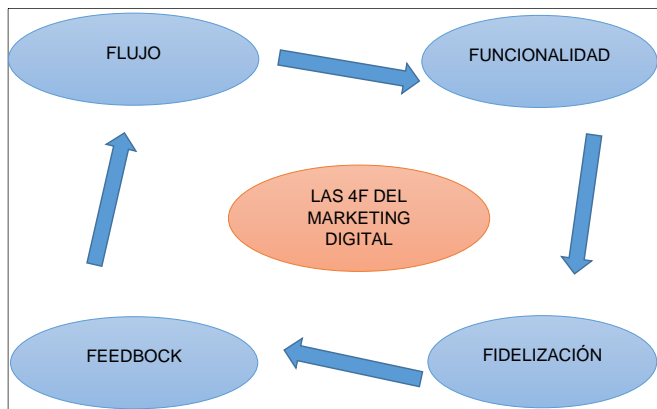 FLUJO
FUNCIONALIDAD
LAS 4F DEL
MARKETING
DIGITAL
FEEDBOCK
FIDELIZACIÓN